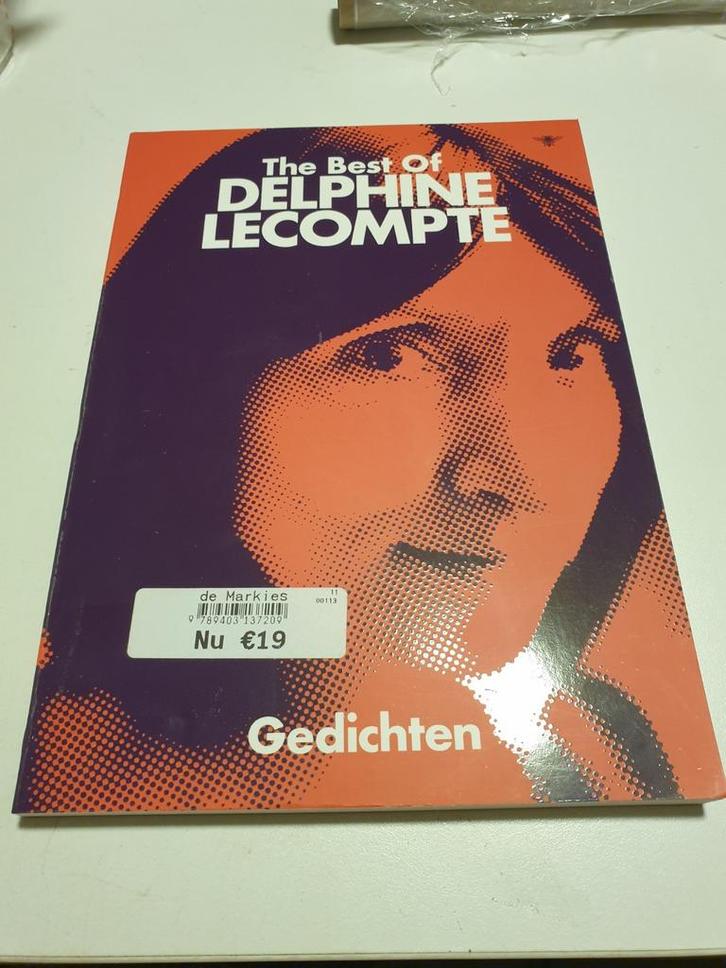 The Best Of
DELPHINE
LECOMPTE
de Markies
11
00113
9 789403 137209
Nu €19
Gedichten